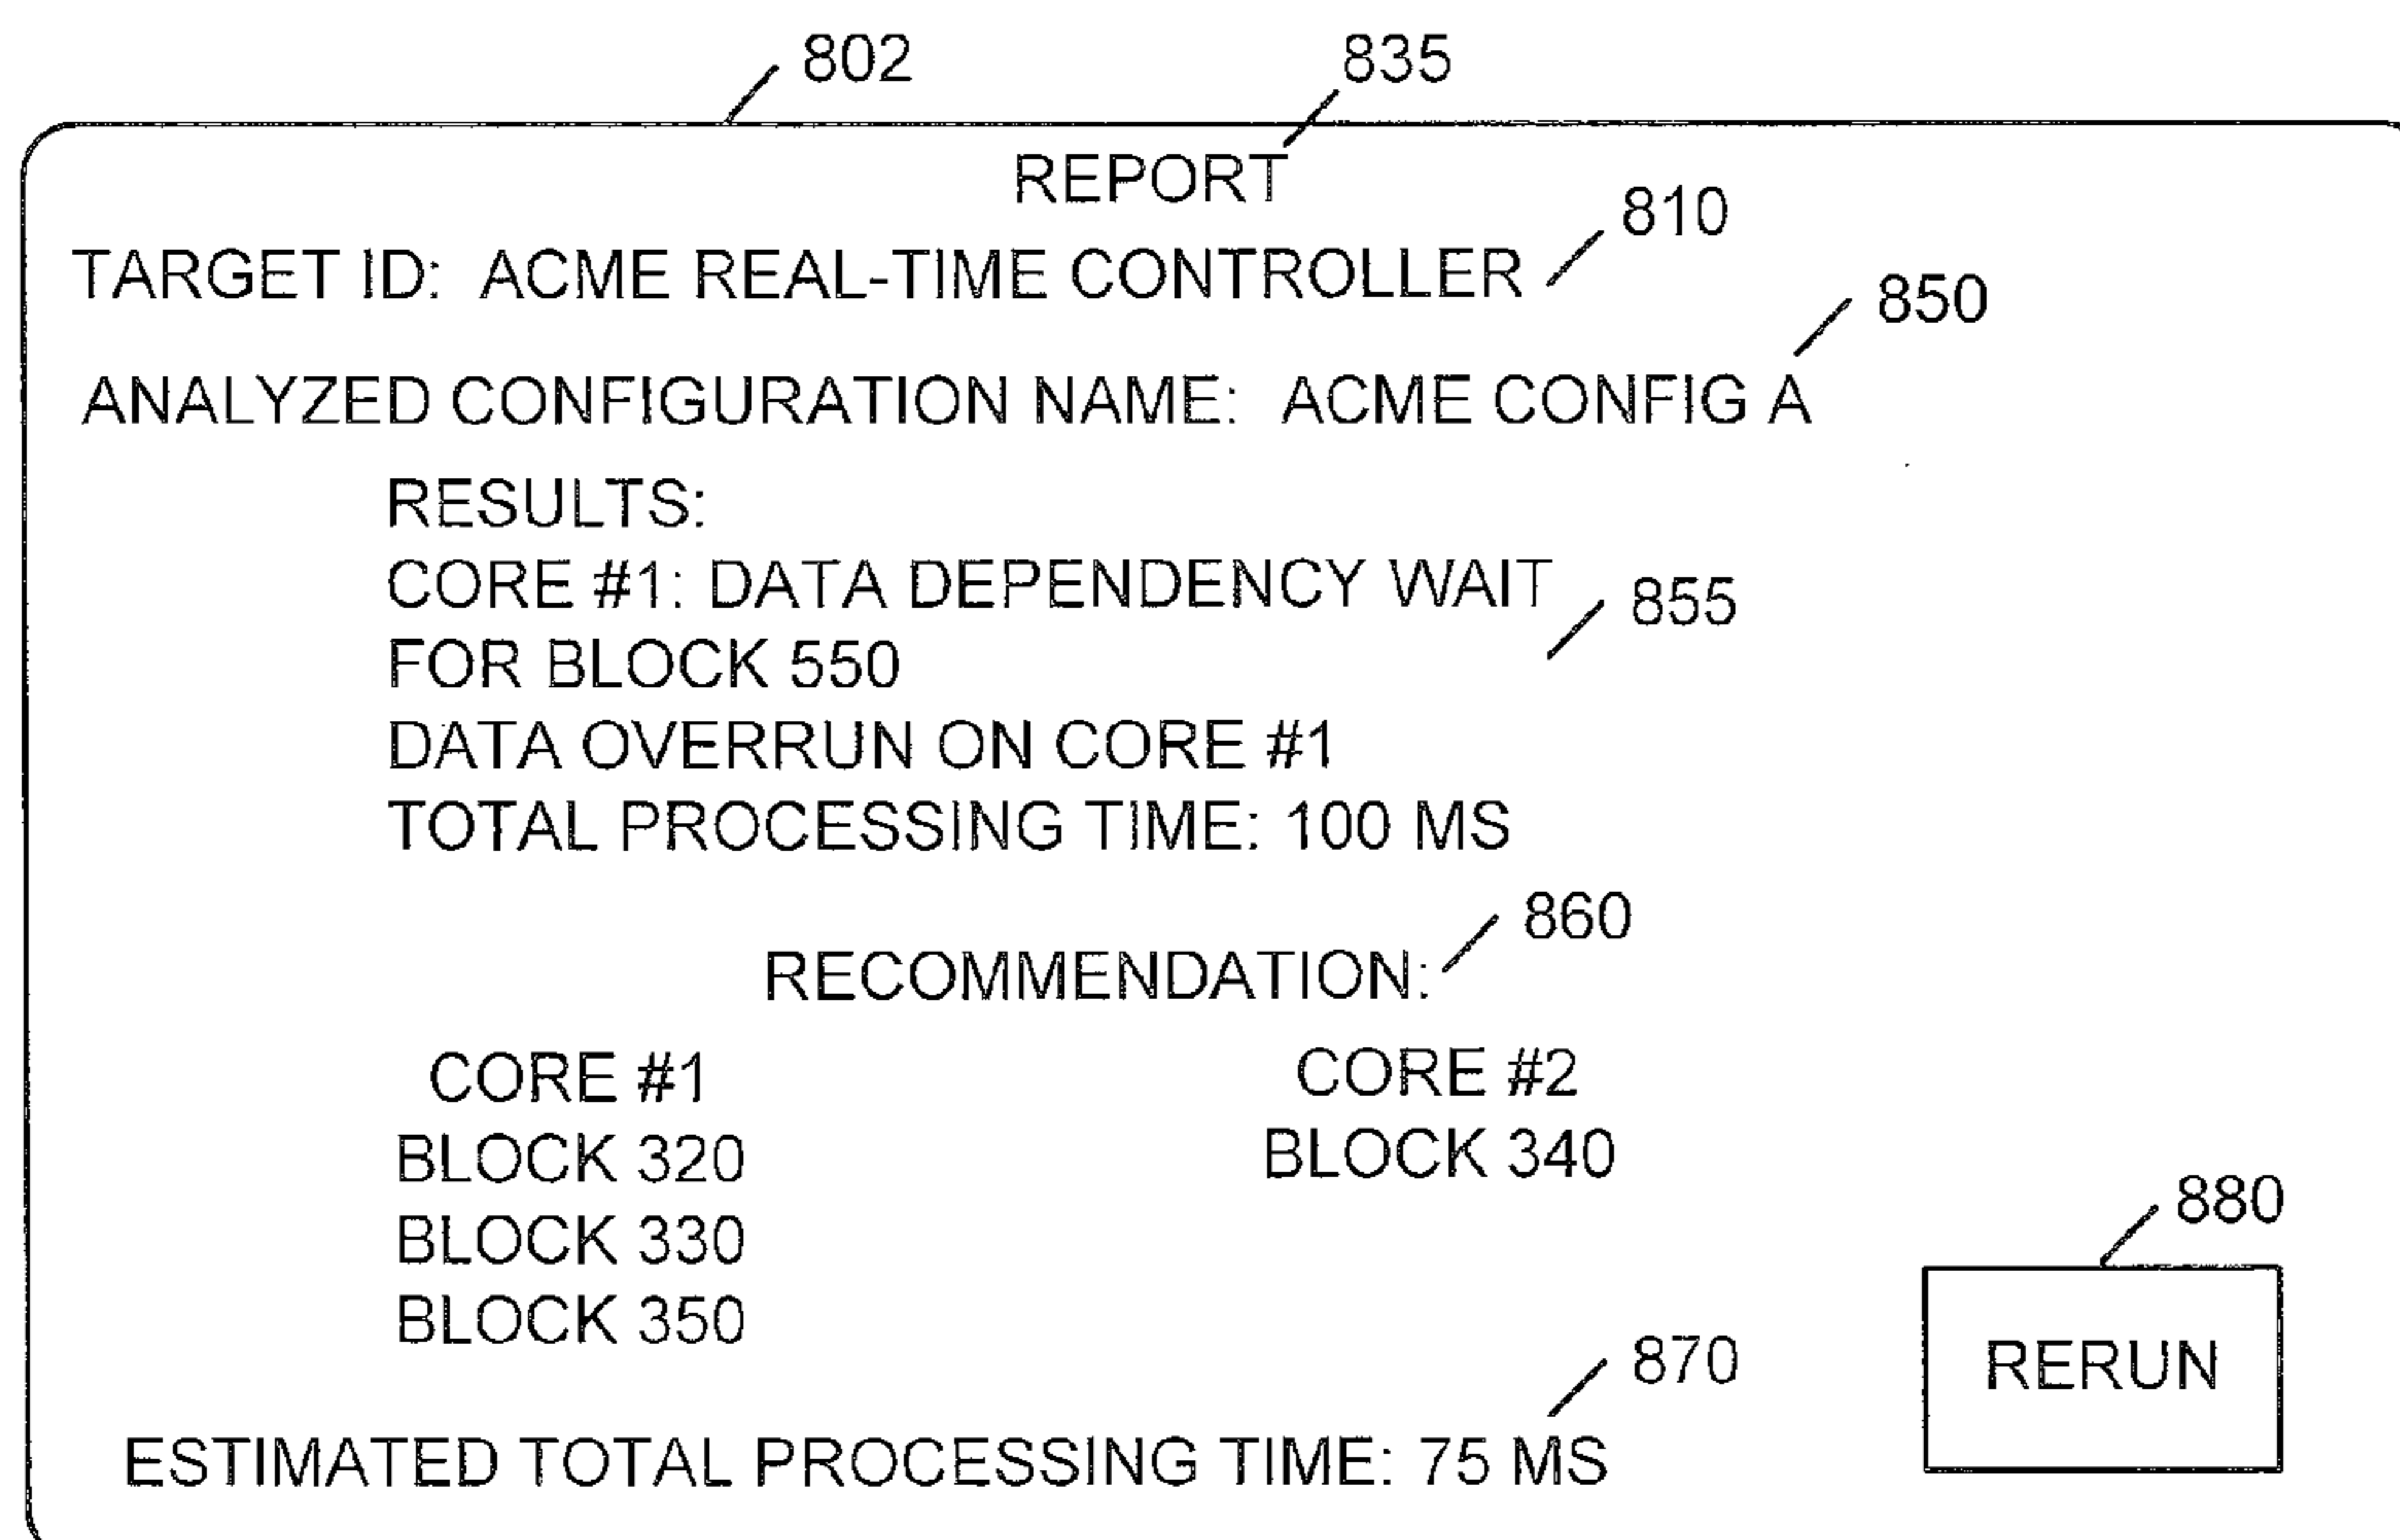 802
835
REPORT
810
TARGET ID: ACME REAL-TIME CONTROLLER
850
ANALYZED CONFIGURATION NAME: ACME CONFIG A
RESULTS:
CORE #1: DATA DEPENDENCY WAIT
855
FOR BLOCK 550
DATA OVERRUN ON CORE #1
TOTAL PROCESSING TIME: 100 MS
860
RECOMMENDATION:
CORE #1 CORE #2
BLOCK 320 BLOCK 340
880
BLOCK 330
BLOCK 350
870
RERUN
ESTIMATED TOTAL PROCESSING TIME: 75 MS